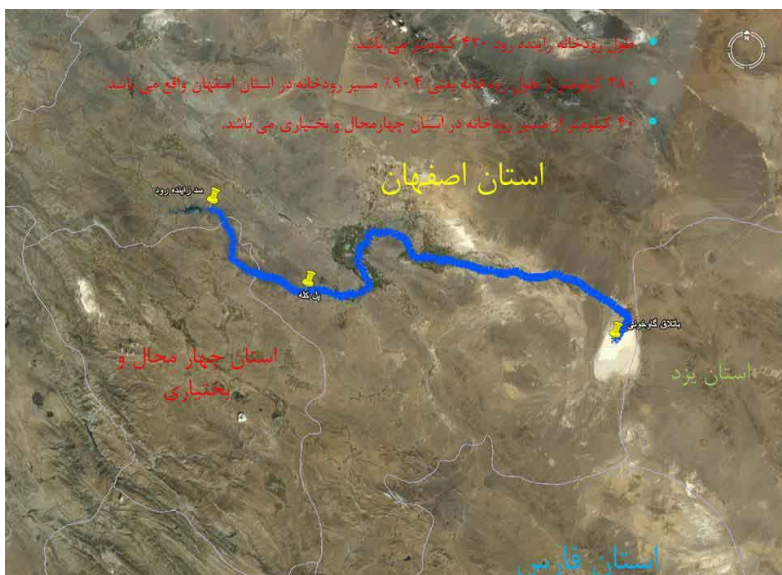 طول رودخانه زاینده رود ۴۲۰ کیلومتر می باشد.
۳۸۰ کیلومتر از طول رودخانه یعنی ۹۰.۴٪ مسیر رودخانه در استان اصفهان واقع می باشد
۴۰ کیلومتر از مسیر رودخانه در استان چهارمحال و بختیاری می باشد.
استان اصفهان
سد زاینده رود
پل کله
باتلاق گاوخونی
استان چهار محال و
بختیاری
استان یزد
استان فارس